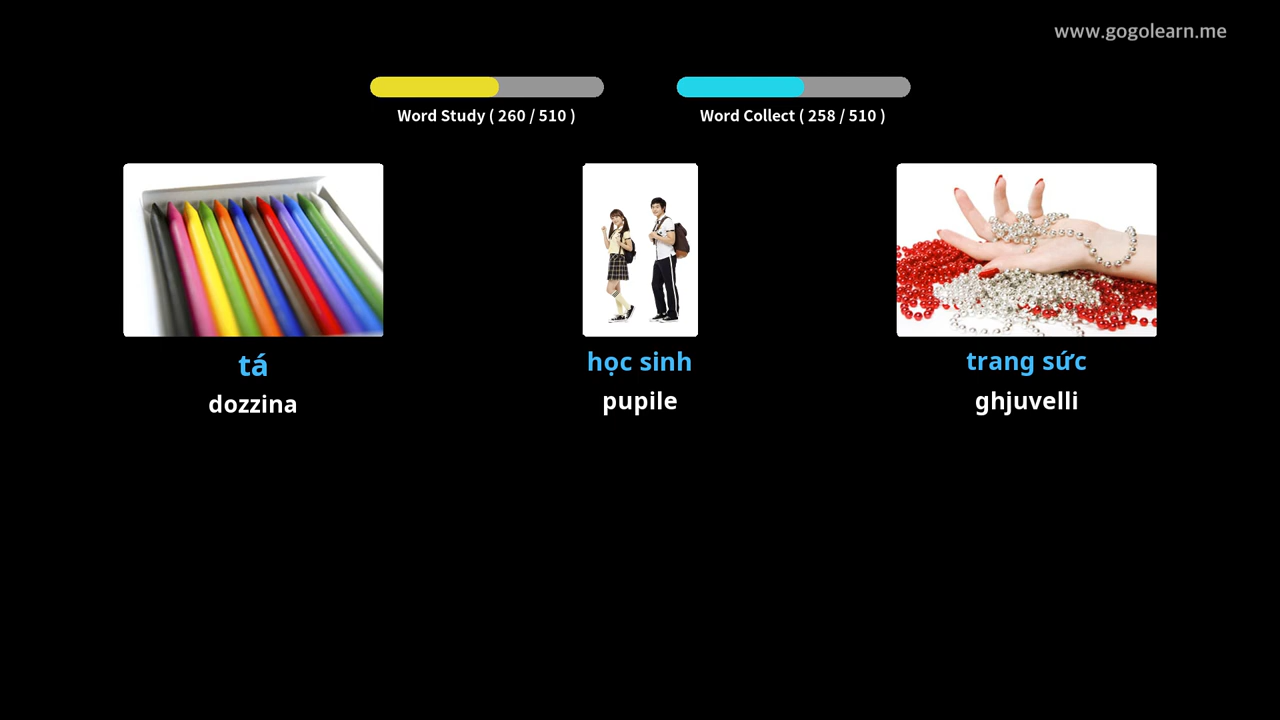 www.gogolearn.me
Word Study ( 260 / 510 )
Word Collect ( 258 / 510 )
tá
học sinh
trang sức
dozzina
pupile
ghjuvelli